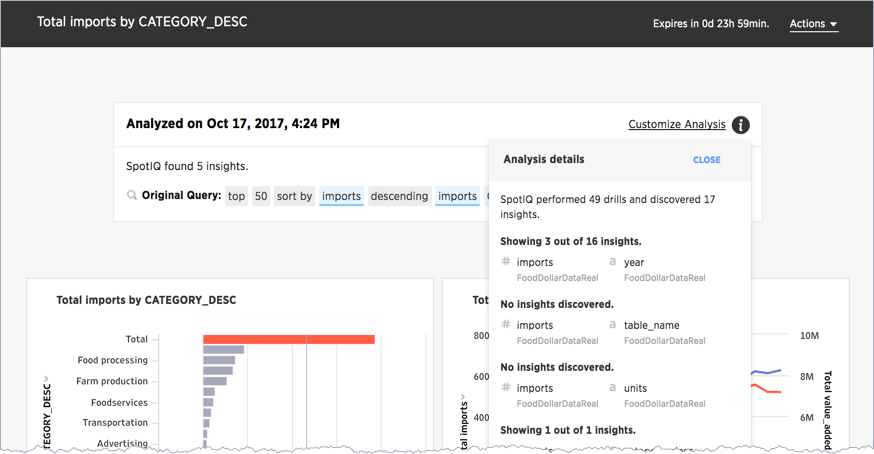 Total imports by CATEGORY_DESC
Expires in 0d 23h 59min.
Actions
Analyzed on Oct 17, 2017, 4:24 PM
Customize Analysis
SpotIQ found 5 insights.
Original Query: top 50 sort by imports descending imports
Analysis details
CLOSE
SpotIQ performed 49 drills and discovered 17
insights.
Showing 3 out of 16 insights.
# imports a year
FoodDollarDataReal FoodDollarDataReal
No insights discovered.
# imports a table_name
FoodDollarDataReal FoodDollarDataReal
No insights discovered.
# imports a units
FoodDollarDataReal FoodDollarDataReal
Showing 1 out of 1 insights.
Total imports by CATEGORY_DESC
Total
Food processing
Farm production
Foodservices
Transportation
Advertising
800
600
400
10M
8M
6M
Total value_added